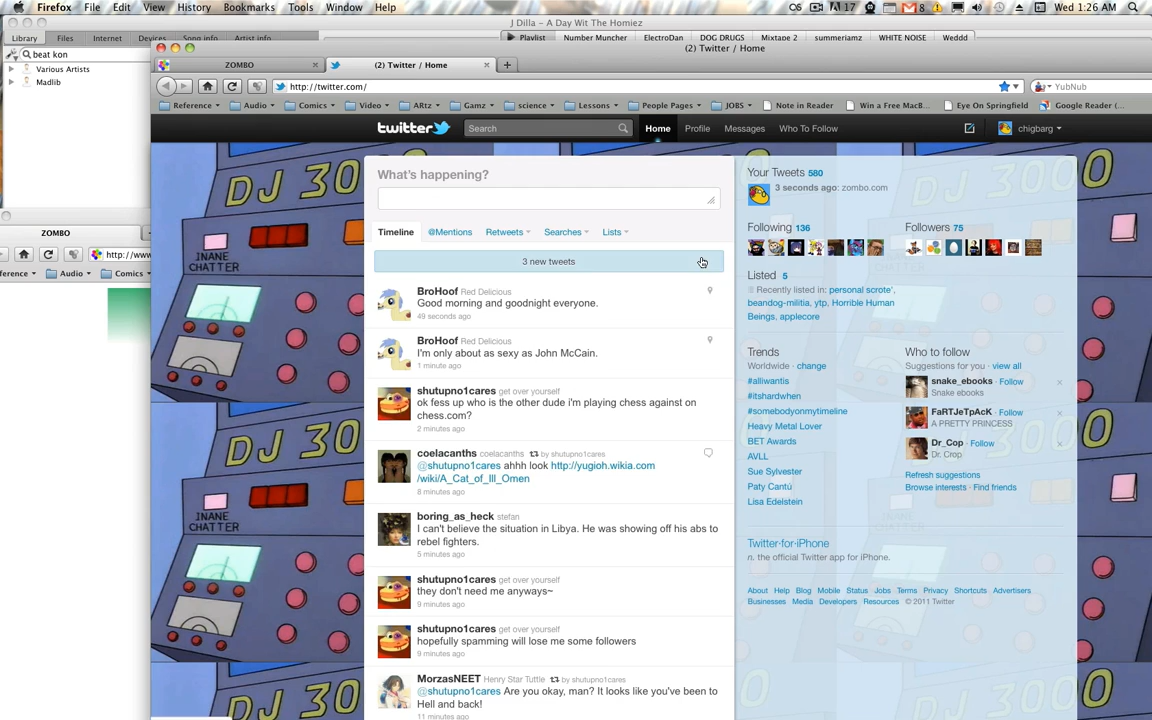 Firefox File Edit View History Bookmarks Tools Window Help
17 8 Wed 1:26 AM
J Dilla – A Day Wit The Homiez
Library Files Internet Devices Song info Artist info
Playlist Number Muncher ElectroDan DOG DRUGS Mixtape 2 summeriamz WHITE NOISE Weddd
beat kon
Various Artists
Madlib
(2) Twitter / Home
ZOMBO
(2) Twitter / Home
http://twitter.com/
YubNub
Reference Audio Comics Video ARtz Gamz science Lessons People Pages JOBS Note in Reader Win a Free MacB... Eye On Springfield Google Reader (...
twitter
Search
Home Profile Messages Who To Follow
chigbarg
ZOMBO
http://www
ference Audio Comics
DJ 3000
INANE
CHATTER
DJ 300
INANE
CHATTER
DJ 300
What's happening?
Timeline @Mentions Retweets Searches Lists
3 new tweets
BroHoof Red Delicious
Good morning and goodnight everyone.
49 seconds ago
BroHoof Red Delicious
I'm only about as sexy as John McCain.
1 minute ago
shutupno1cares get over yourself
ok fess up who is the other dude i'm playing chess against on
chess.com?
2 minutes ago
coelacanths coelacanths by shutupno1cares
@shutupno1cares ahhh look http://yugioh.wikia.com
/wiki/A_Cat_of_Ill_Omen
8 minutes ago
boring_as_heck stefan
I can't believe the situation in Libya. He was showing off his abs to
rebel fighters.
5 minutes ago
shutupno1cares get over yourself
they don't need me anyways~
9 minutes ago
shutupno1cares get over yourself
hopefully spamming will lose me some followers
9 minutes ago
MorzasNEET Henry Star Tuttle by shutupno1cares
@shutupno1cares Are you okay, man? It looks like you've been to
Hell and back!
11 minutes ago
Your Tweets 580
3 seconds ago: zombo.com
Following 136
Followers 75
Listed 5
Recently listed in: personal scrote',
beandog-militia, ytp, Horrible Human
Beings, applecore
Trends
Worldwide · change
#alliwantis
#itshardwhen
#somebodyonmytimeline
Heavy Metal Lover
BET Awards
AVLL
Sue Sylvester
Paty Cantú
Lisa Edelstein
Who to follow
Suggestions for you · view all
snake_ebooks · Follow
Snake ebooks
FaRTJeTpAcK · Follow
A PRETTY PRINCESS
Dr_Cop · Follow
Dr. Crop
Refresh suggestions
Browse interests · Find friends
Twitter·for·iPhone
n. the official Twitter app for iPhone.
About Help Blog Mobile Status Jobs Terms Privacy Shortcuts Advertisers
Businesses Media Developers Resources © 2011 Twitter